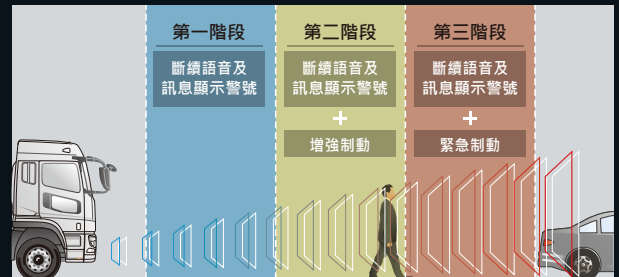 第一階段
斷續語音及
訊息顯示警號
第二階段
斷續語音及
訊息顯示警號
+
增強制動
第三階段
斷續語音及
訊息顯示警號
+
緊急制動